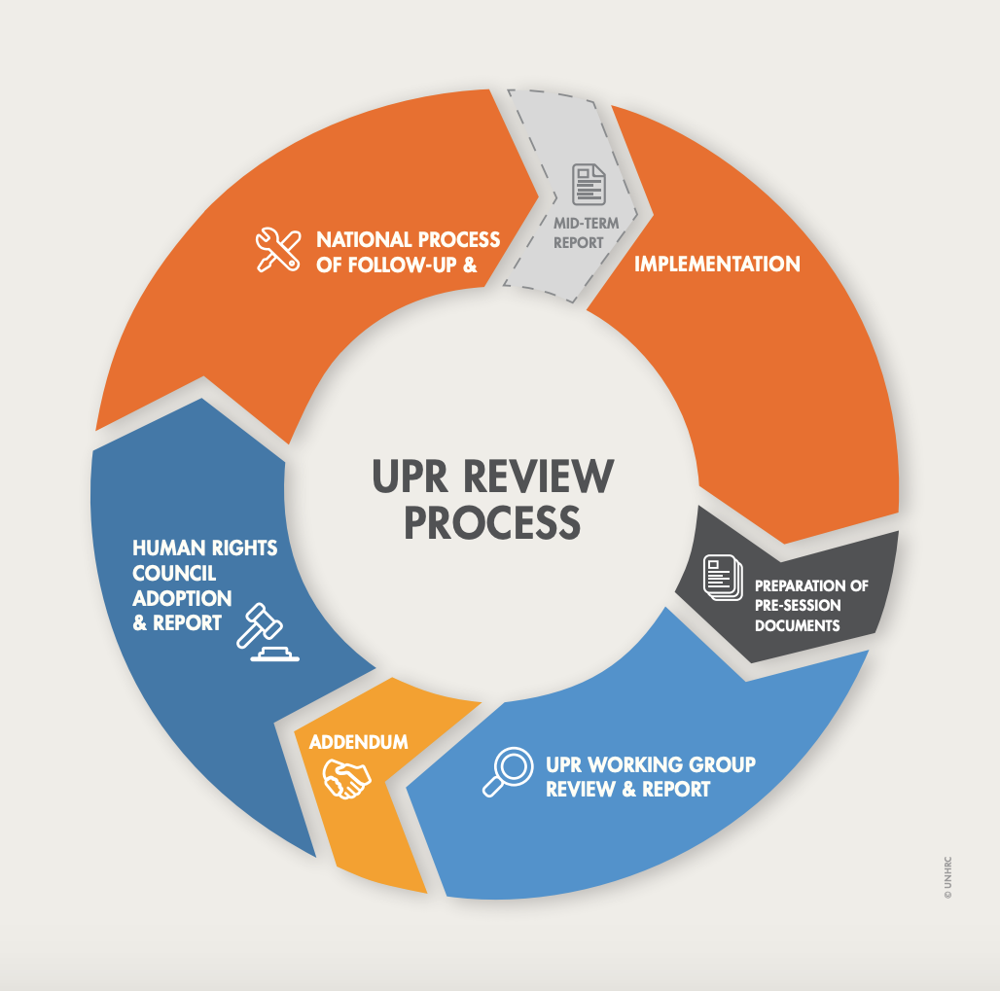 MID-TERM
REPORT
NATIONAL PROCESS
OF FOLLOW-UP &
IMPLEMENTATION
UPR REVIEW
PROCESS
HUMAN RIGHTS
COUNCIL
ADOPTION
& REPORT
PREPARATION OF
PRE-SESSION
DOCUMENTS
ADDENDUM
UPR WORKING GROUP
REVIEW & REPORT
© UNHRC